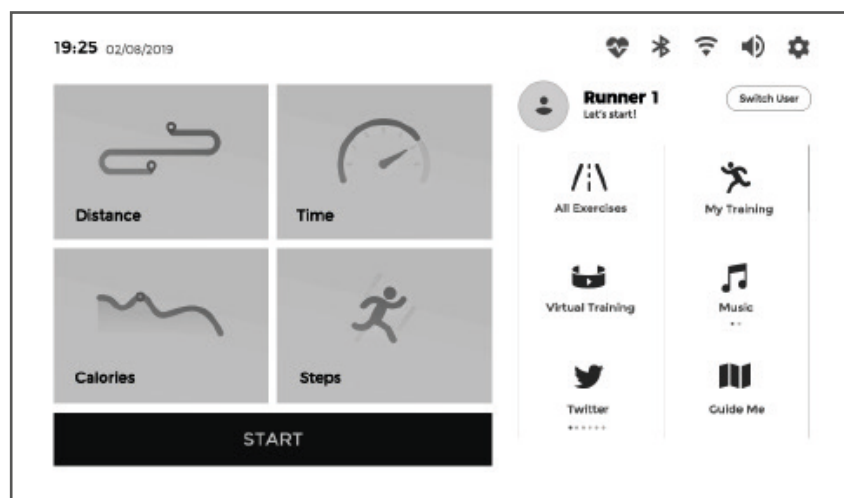 19:25 02/08/2019
Distance
Time
Calories
Steps
START
Runner 1
Let's start!
Switch User
All Exercises
My Training
Virtual Training
Music
Twitter
Guide Me